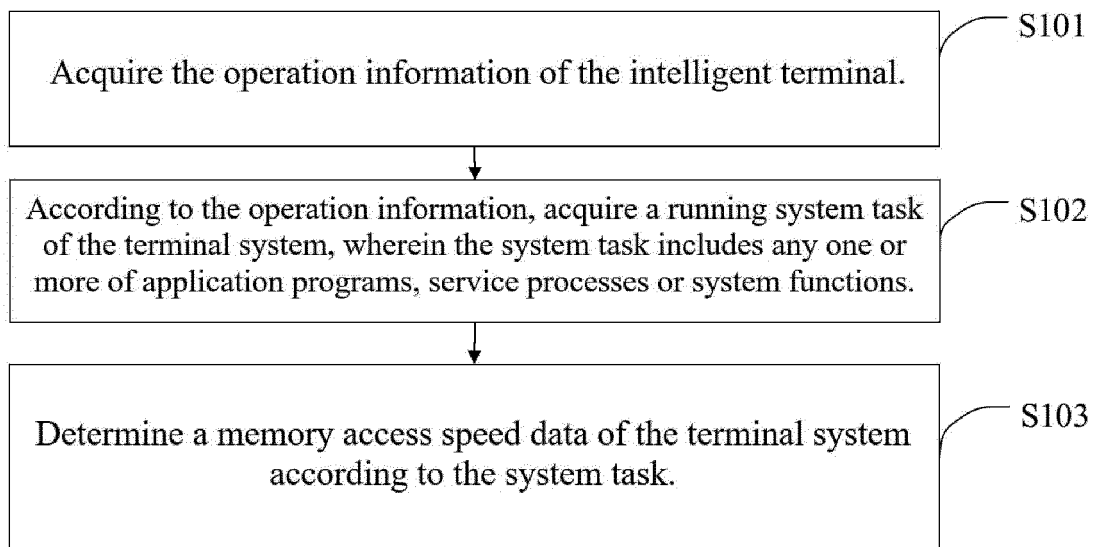 S101
Acquire the operation information of the intelligent terminal.
S102
According to the operation information, acquire a running system task
of the terminal system, wherein the system task includes any one or
more of application programs, service processes or system functions.
S103
Determine a memory access speed data of the terminal system
according to the system task.